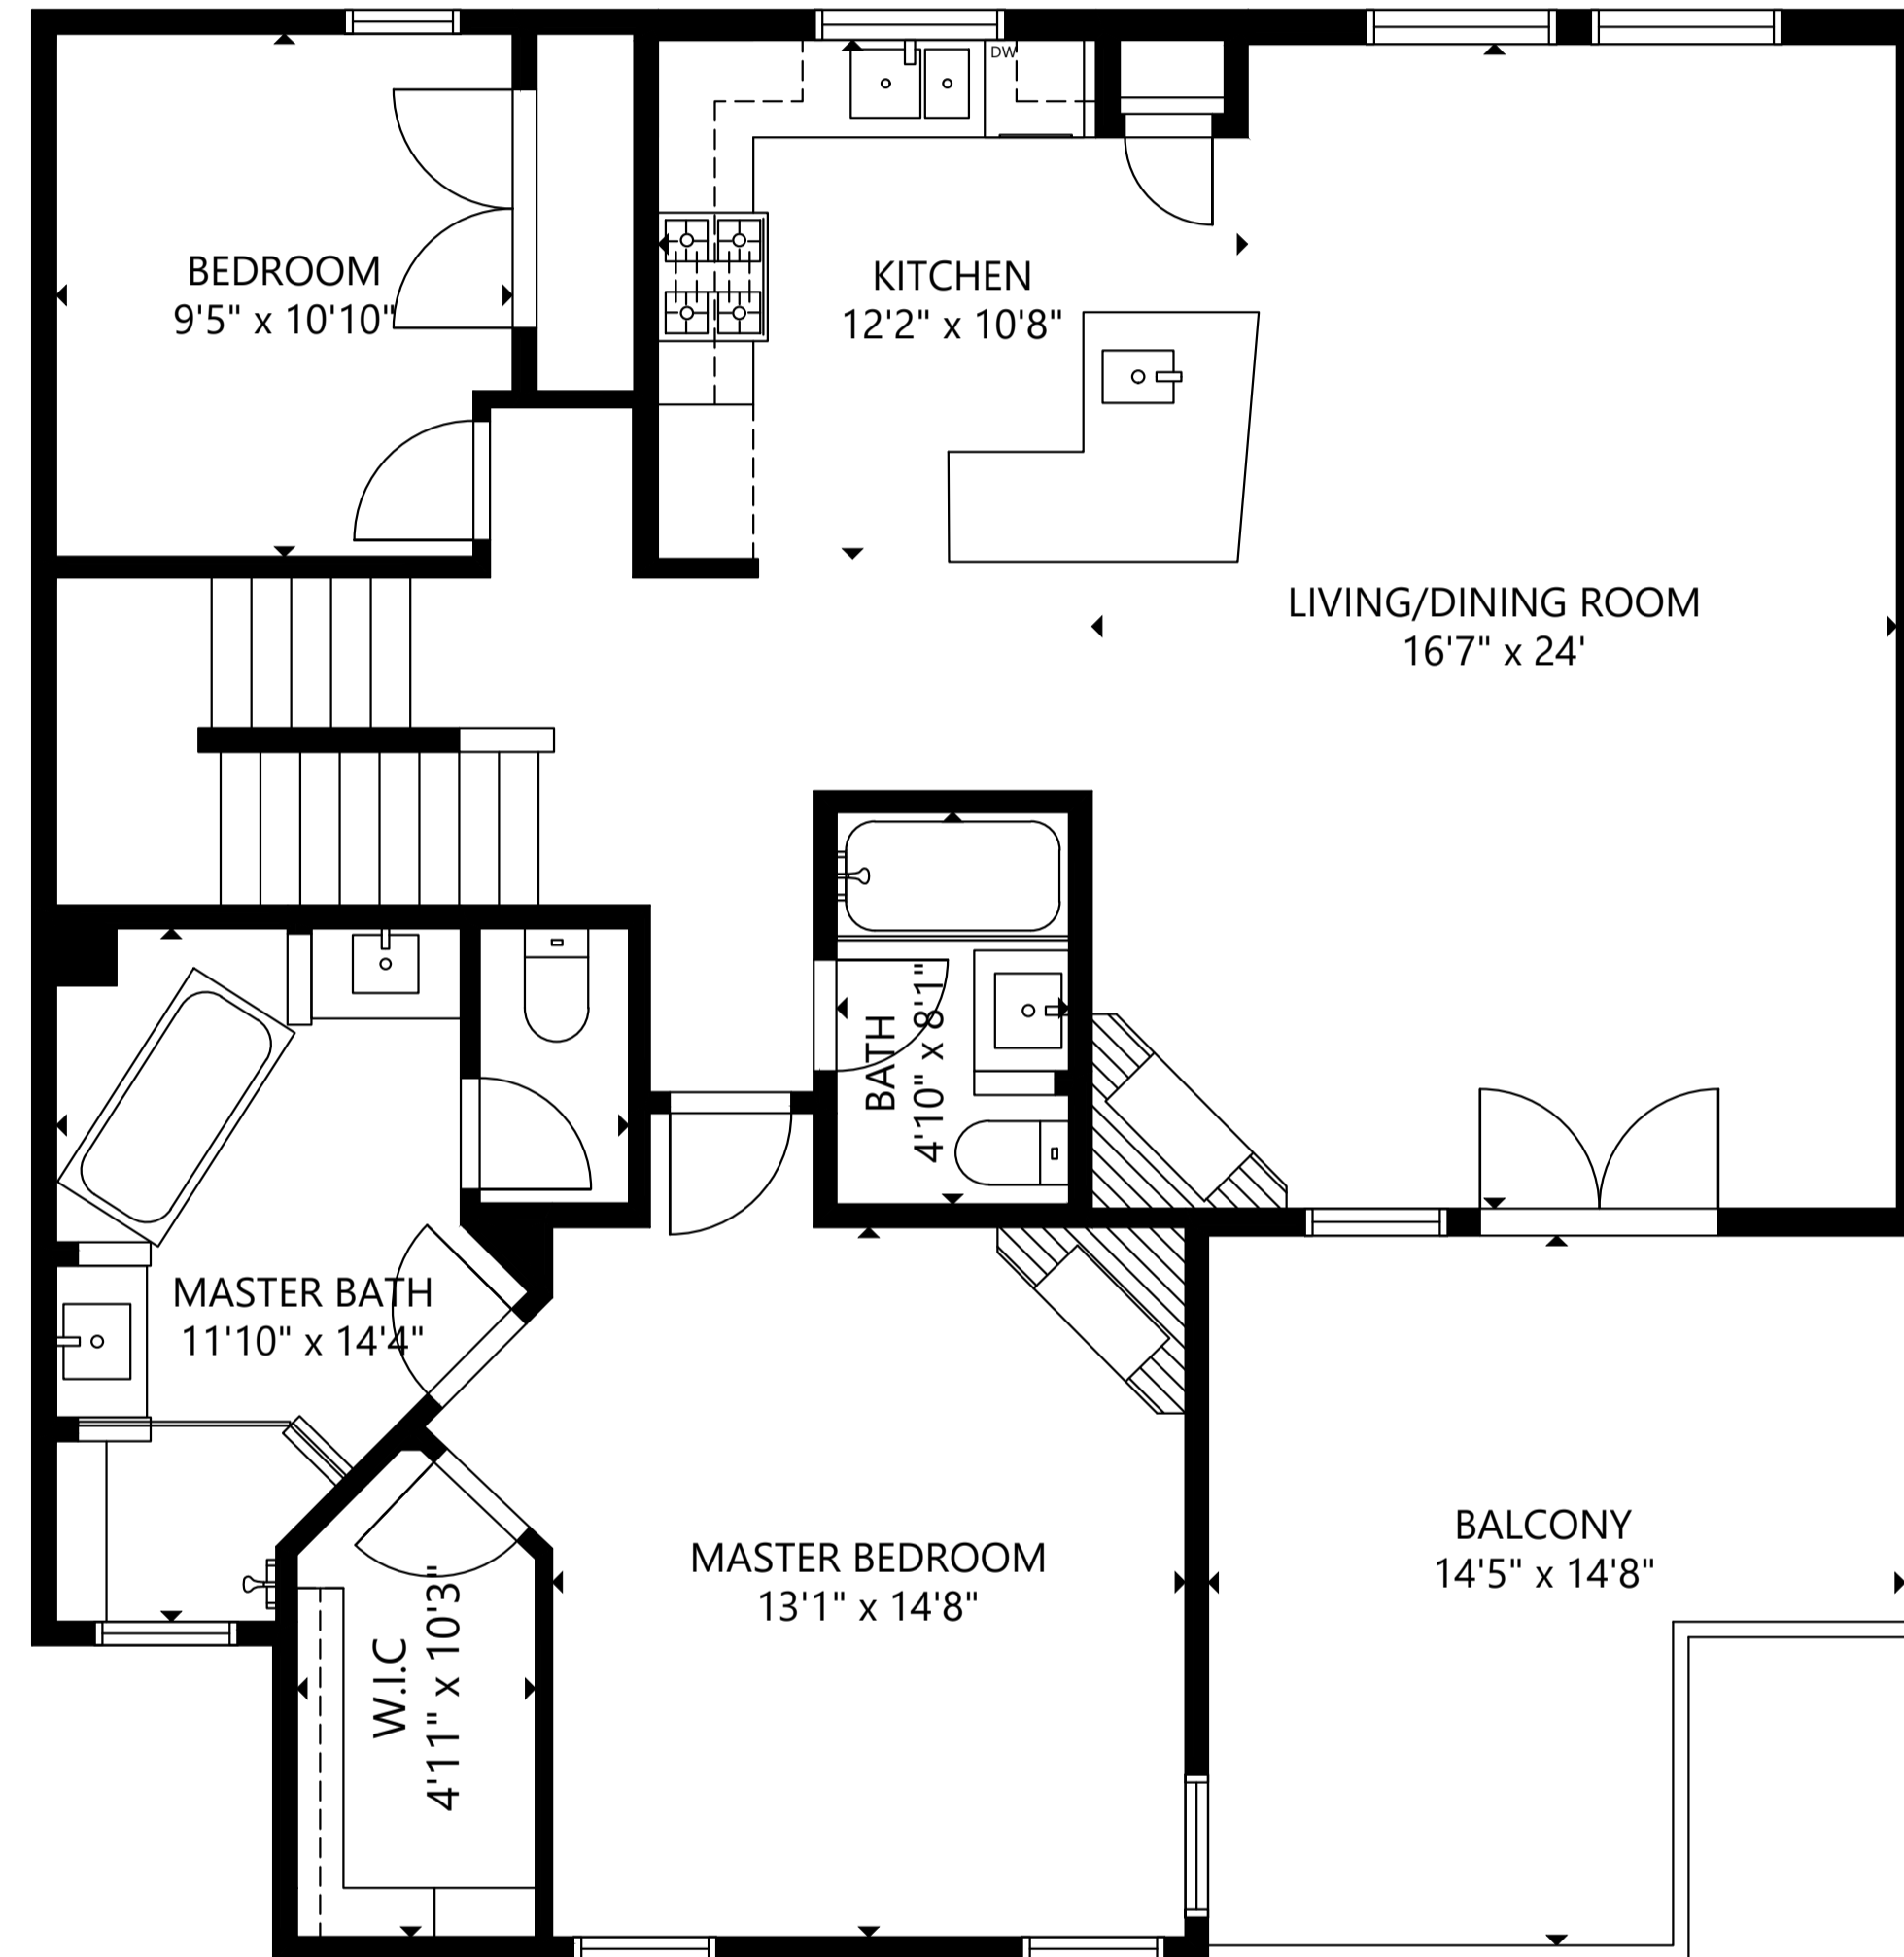 DW
BEDROOM
9'5" x 10'10"
KITCHEN
12'2" x 10'8"
LIVING/DINING ROOM
16'7" x 24'
BATH
4'10" x 8'1"
MASTER BATH
11'10" x 14'4"
MASTER BEDROOM
13'1" x 14'8"
BALCONY
14'5" x 14'8"
W.I.C
4'11" x 10'3"